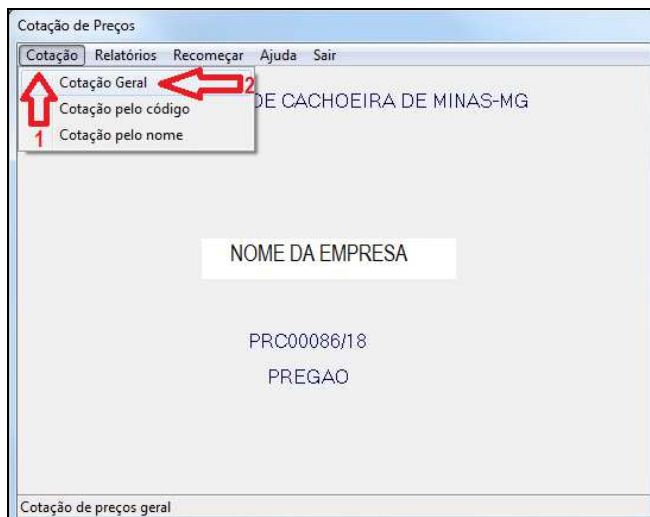 Cotação de Preços
Cotação Relatórios Recomeçar Ajuda Sair
Cotação Geral 2
Cotação pelo código
1 Cotação pelo nome
DE CACHOEIRA DE MINAS-MG
NOME DA EMPRESA
PRC00086/18
PREGAO
Cotação de preços geral